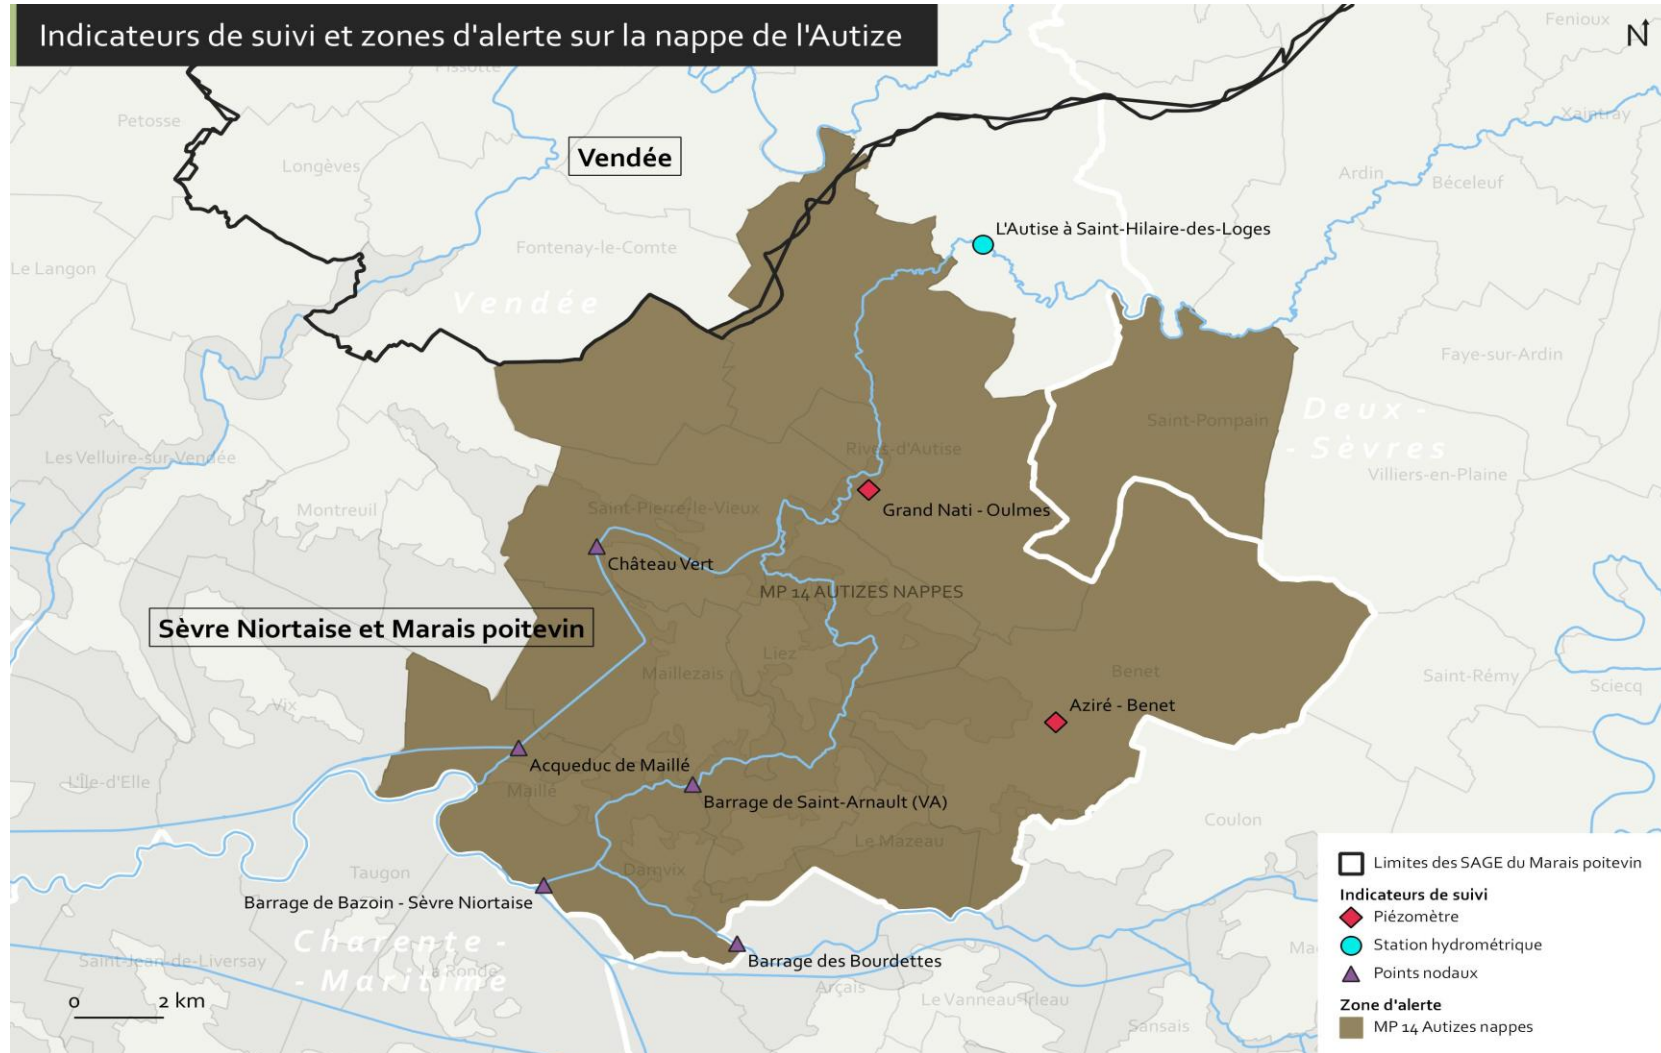 Indicateurs de suivi et zones d'alerte sur la nappe de l'Autize
N
Fenioux
Pissotte
Petosse
Xaintray
Longèves
Vendée
Ardin
Béceleuf
L'Autise à Saint-Hilaire-des-Loges
Fontenay-le-Comte
Le Langon
Vendée
Faye-sur-Ardin
Saint-Pompain
Deux -
- Sèvres
Rives-d'Autise
Les Velluire-sur-Vendée
Villiers-en-Plaine
Montreuil
Saint-Pierre-le-Vieux
Grand Nati - Oulmes
Château Vert
MP 14 AUTIZES NAPPES
Sèvre Niortaise et Marais poitevin
Liez
Maillezais
Benet
Saint-Rémy
Sciecq
Vix
Aziré - Benet
Acqueduc de Maillé
L'Île-d'Elle
Maillé
Barrage de Saint-Arnault (VA)
Coulon
Le Mazeau
Taugon
Damvix
Barrage de Bazoin - Sèvre Niortaise
Charente -
- Maritime
Saint-Jean-de-Liversay
La Ronde
Barrage des Bourdettes
Arçais
Le Vanneau-Irleau
Sansais
0 2 km
Limites des SAGE du Marais poitevin
Indicateurs de suivi
Piézomètre
Station hydrométrique
Points nodaux
Zone d'alerte
MP 14 Autizes nappes